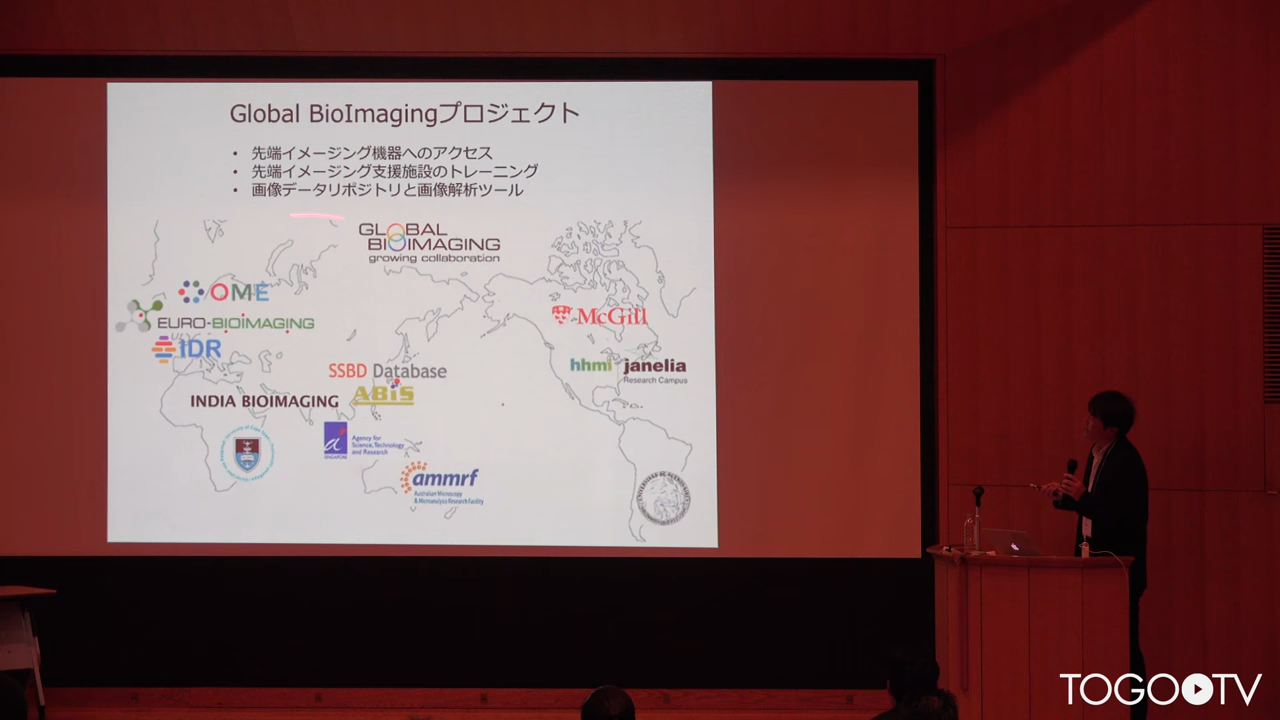 Global BioImagingプロジェクト
• 先端イメージング機器へのアクセス
• 先端イメージング支援施設のトレーニング
• 画像データリポジトリと画像解析ツール
GLOBAL
BIOIMAGING
growing collaboration
OME
EURO-BIOIMAGING
IDR
McGill
hhmi janelia
Research Campus
SSBD Database
ABiS
INDIA BIOIMAGING
Agency for
Science, Technology
and Research
SINGAPORE
ammrf
Australian Microscopy
& Microanalysis Research Facility
TOGOTV